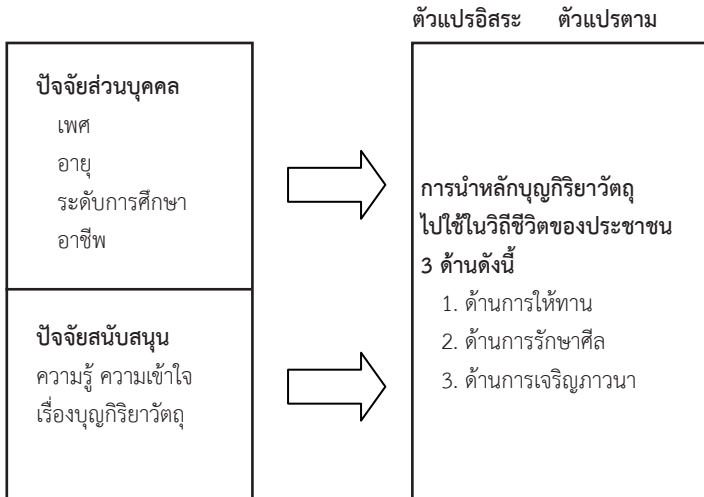 ตัวแปรอิสระ ตัวแปรตาม
ปัจจัยส่วนบุคคล
เพศ
อายุ
ระดับการศึกษา
อาชีพ
ปัจจัยสนับสนุน
ความรู้ ความเข้าใจ
เรื่องบุญกิริยาวัตถุ
การนำหลักบุญกิริยาวัตถุ
ไปใช้ในวิถีชีวิตของประชาชน
3 ด้านดังนี้
1. ด้านการให้ทาน
2. ด้านการรักษาศีล
3. ด้านการเจริญภาวนา